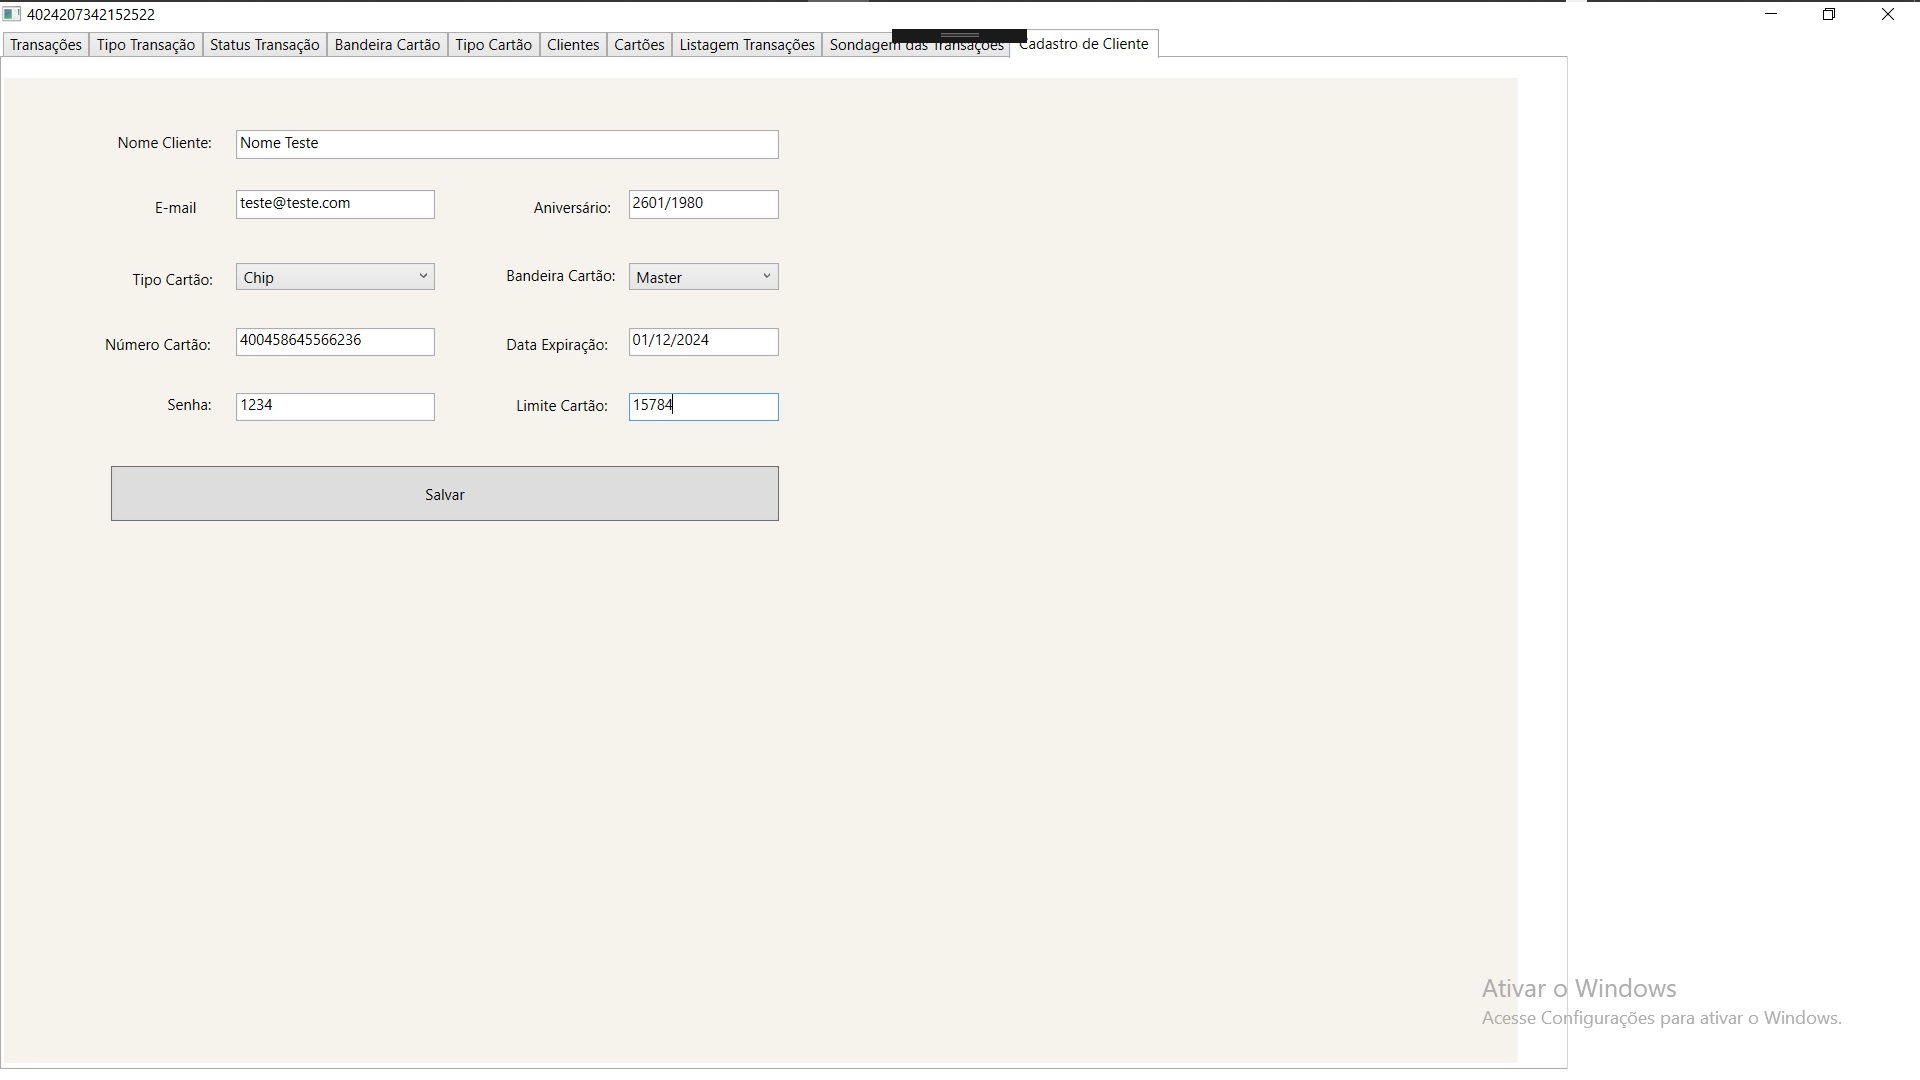 4024207342152522
Transações Tipo Transação Status Transação Bandeira Cartão Tipo Cartão Clientes Cartões Listagem Transações Sondagem das Transações Cadastro de Cliente
Nome Cliente: Nome Teste
E-mail teste@teste.com Aniversário: 2601/1980
Tipo Cartão: Chip Bandeira Cartão: Master
Número Cartão: 400458645566236 Data Expiração: 01/12/2024
Senha: 1234 Limite Cartão: 15784
Salvar
Ativar o Windows
Acesse Configurações para ativar o Windows.